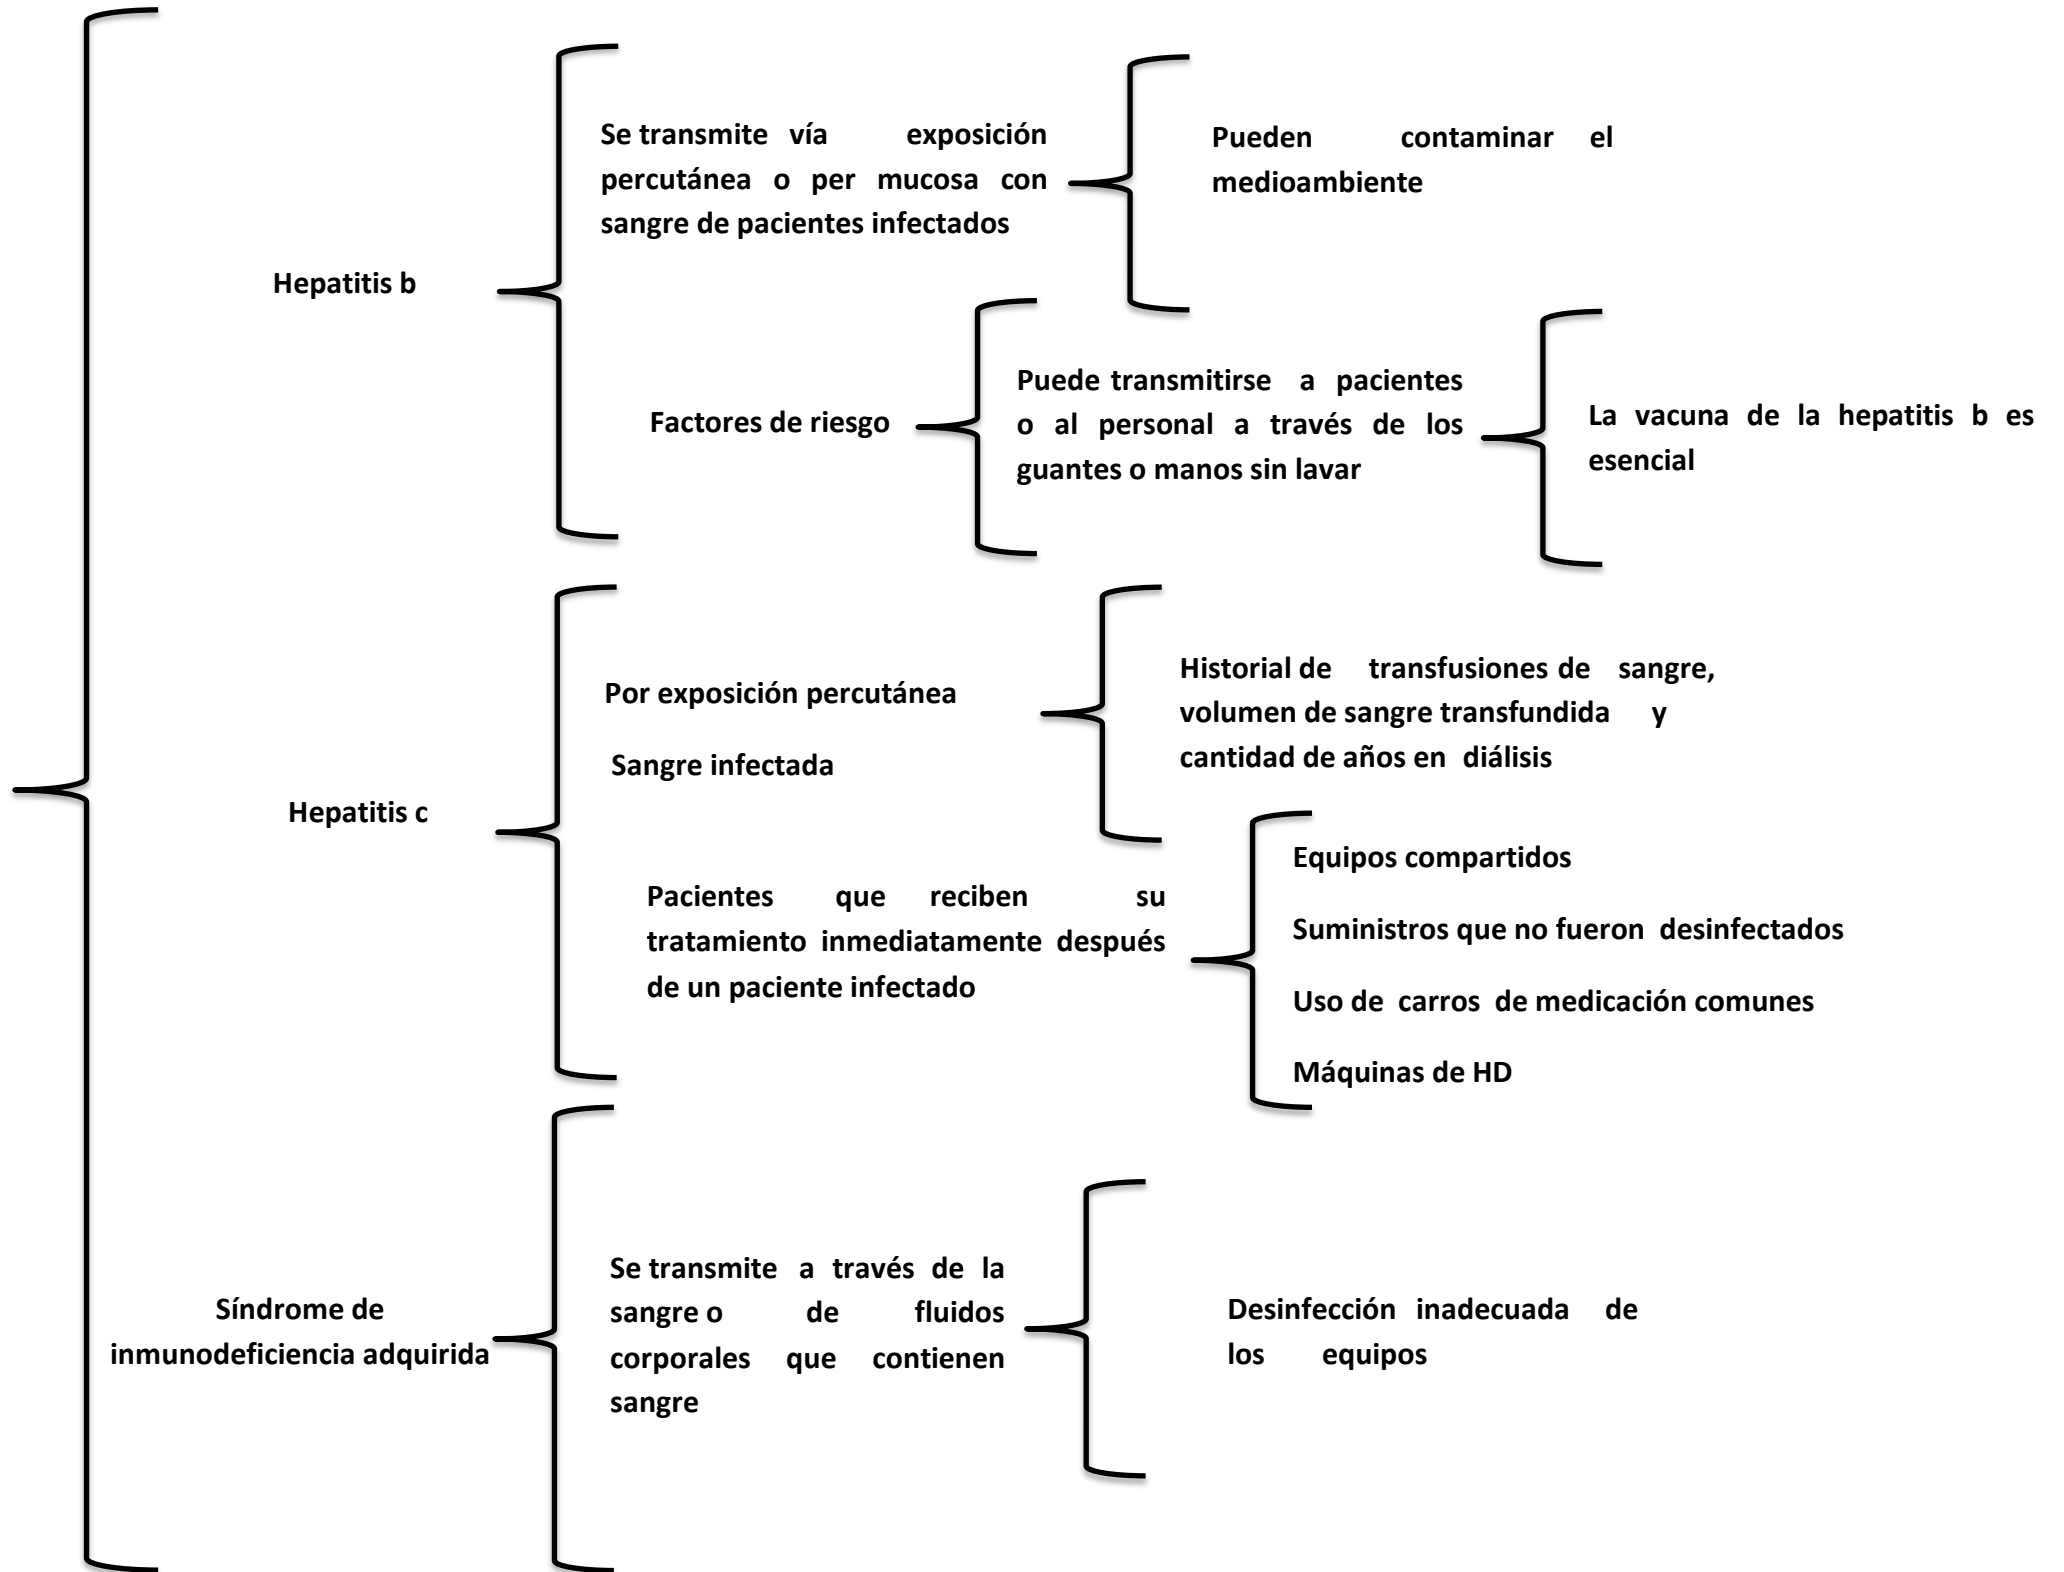 Hepatitis b
Se transmite vía exposición
percutánea o per mucosa con
sangre de pacientes infectados
Pueden contaminar el
medioambiente
Factores de riesgo
Puede transmitirse a pacientes
o al personal a través de los
guantes o manos sin lavar
La vacuna de la hepatitis b es
esencial
Hepatitis c
Por exposición percutánea
Sangre infectada
Historial de transfusiones de sangre,
volumen de sangre transfundida y
cantidad de años en diálisis
Pacientes que reciben su
tratamiento inmediatamente después
de un paciente infectado
Equipos compartidos
Suministros que no fueron desinfectados
Uso de carros de medicación comunes
Máquinas de HD
Síndrome de
inmunodeficiencia adquirida
Se transmite a través de la
sangre o de fluidos
corporales que contienen
sangre
Desinfección inadecuada de
los equipos